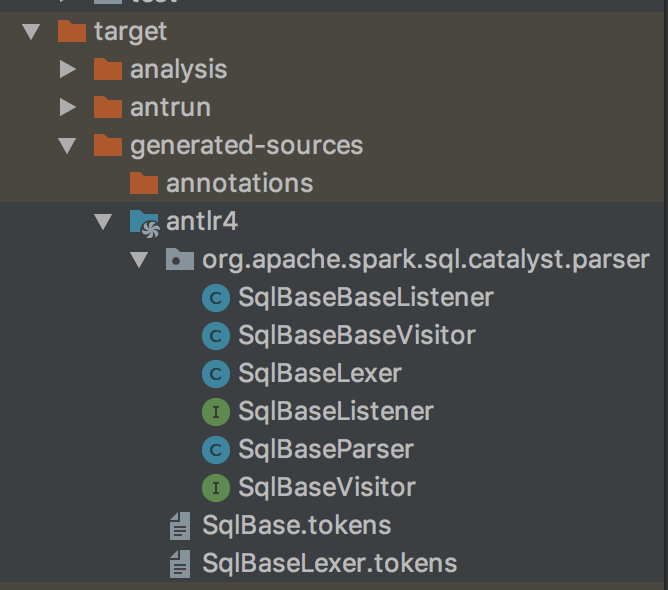 target
analysis
antrun
generated-sources
annotations
antlr4
org.apache.spark.sql.catalyst.parser
C SqlBaseBaseListener
C SqlBaseBaseVisitor
C SqlBaseLexer
I SqlBaseListener
C SqlBaseParser
I SqlBaseVisitor
SqlBase.tokens
SqlBaseLexer.tokens